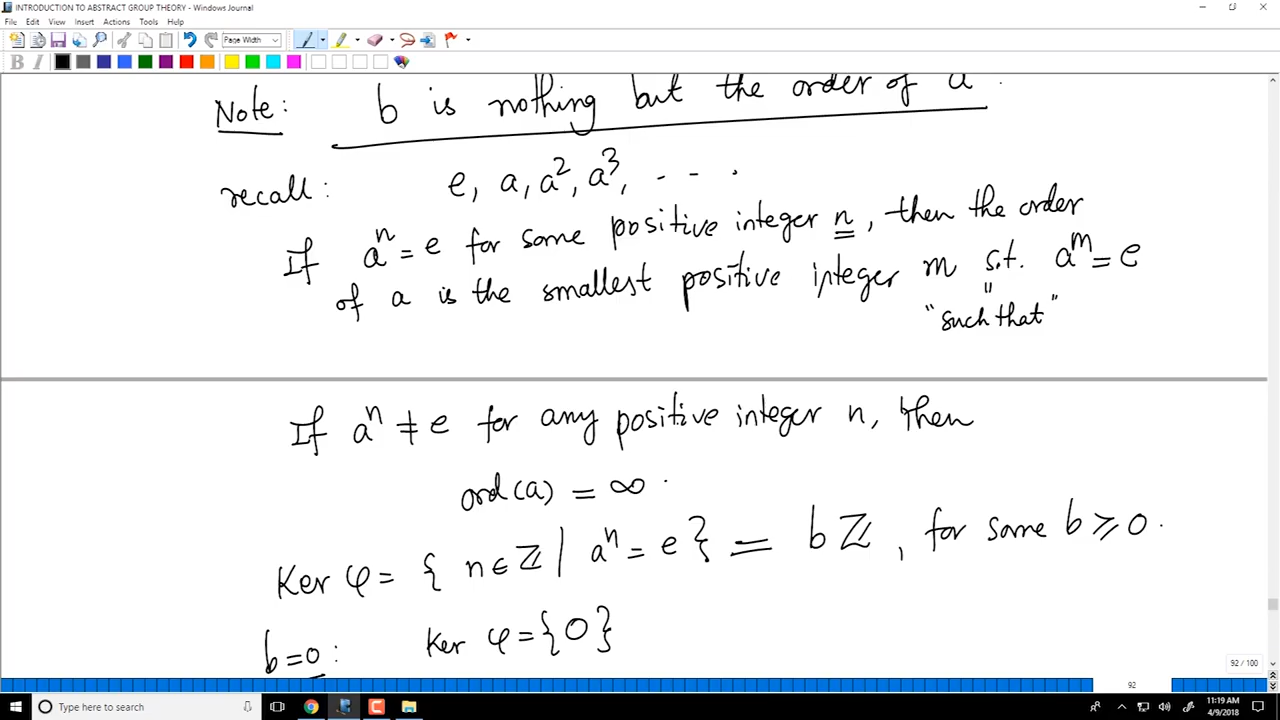 INTRODUCTION TO ABSTRACT GROUP THEORY - Windows Journal
File Edit View Insert Actions Tools Help
Page Width
B I
Note: b is nothing but the order of a.
recall: e, a, a², a³, - - - .
If aⁿ = e for some positive integer n, then the order
of a is the smallest positive integer m s.t. aᵐ = e
"such that"
If aⁿ ≠ e for any positive integer n, then
ord(a) = ∞.
Ker φ = { n ∈ ℤ | aⁿ = e } = bℤ, for some b ≥ 0.
b=0: Ker φ = {0}
92 / 100
92
Type here to search
11:19 AM
4/9/2018